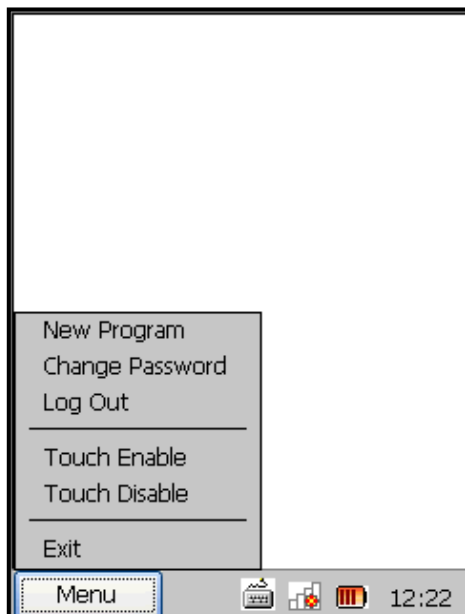 New Program
Change Password
Log Out
Touch Enable
Touch Disable
Exit
Menu 12:22